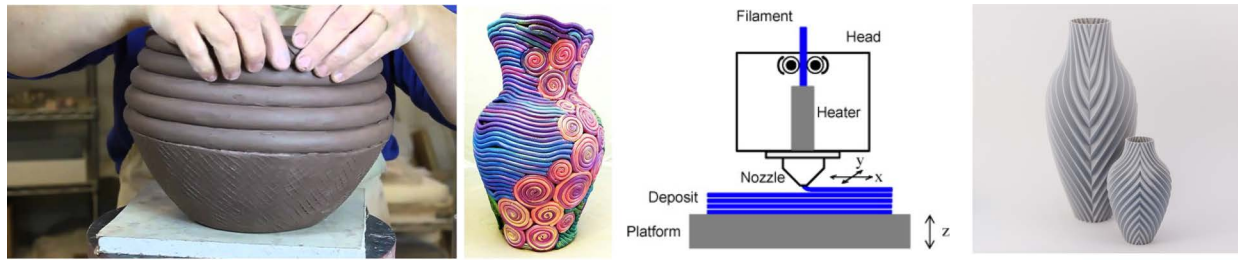 Filament
Head
Heater
Nozzle
y
x
Deposit
Platform
z